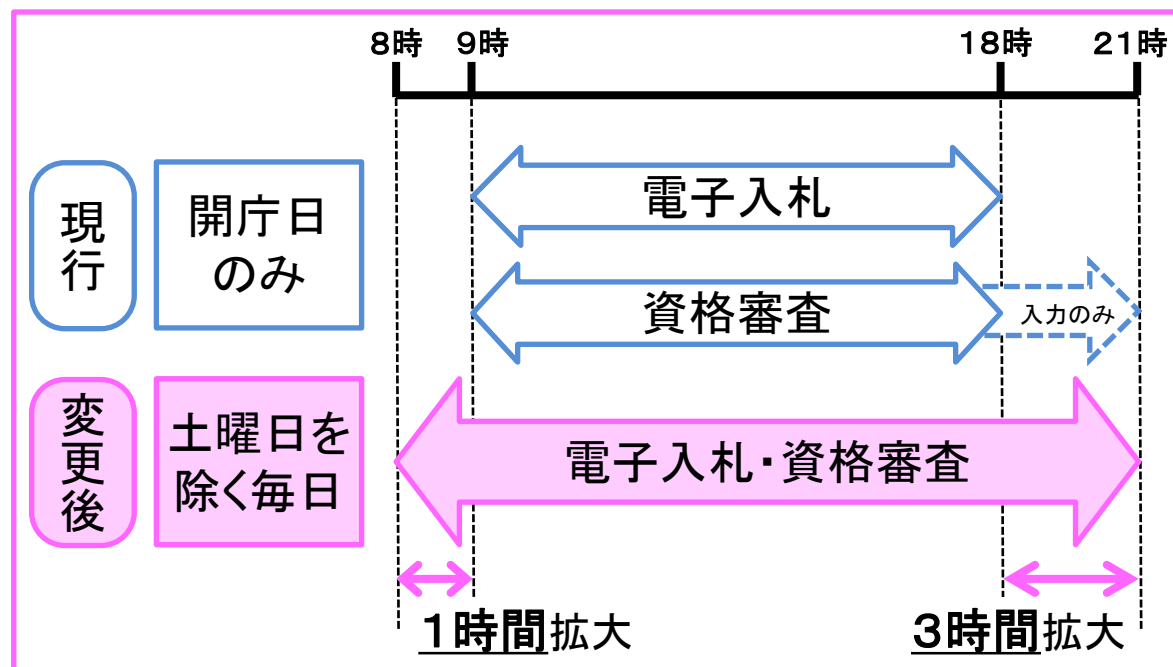 8時 9時 18時 21時
現行
開庁日
のみ
電子入札
資格審査
入力のみ
変更後
土曜日を
除く毎日
電子入札・資格審査
1時間拡大
3時間拡大